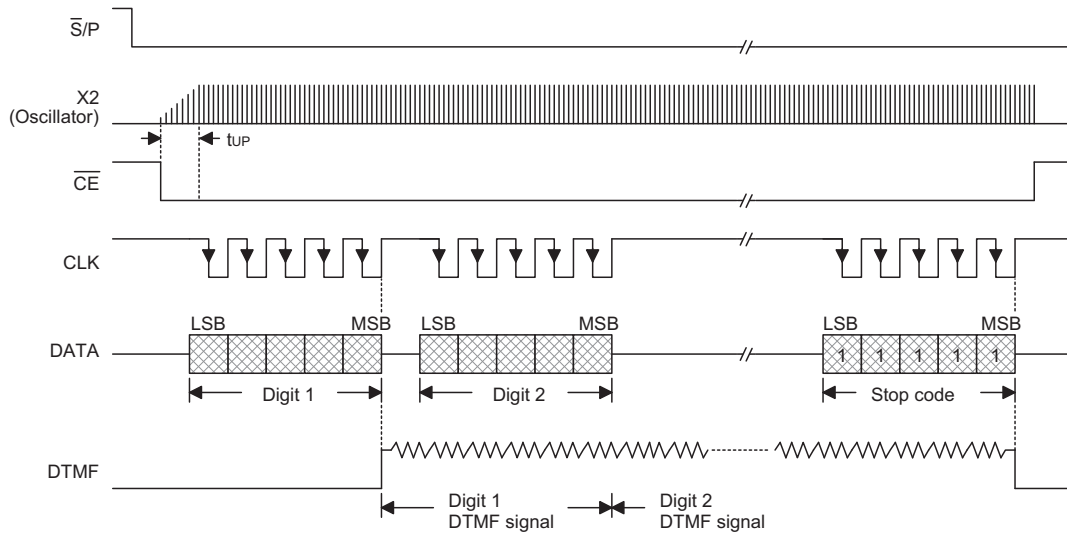 S̅/P
X2
(Oscillator)
tUP
C̅E̅
CLK
LSB MSB LSB MSB LSB MSB
DATA
1 1 1 1 1
Digit 1 Digit 2 Stop code
DTMF
Digit 1 Digit 2
DTMF signal DTMF signal